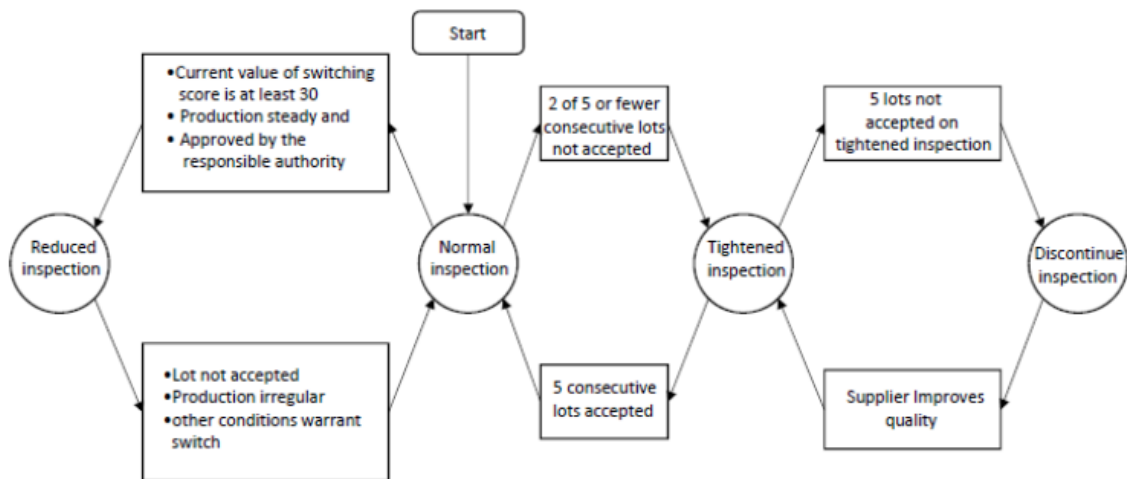 Start
•Current value of switching
score is at least 30
• Production steady and
• Approved by the
responsible authority
2 of 5 or fewer
consecutive lots
not accepted
5 lots not
accepted on
tightened inspection
Reduced
inspection
Normal
inspection
Tightened
inspection
Discontinue
inspection
•Lot not accepted
•Production irregular
•other conditions warrant
switch
5 consecutive
lots accepted
Supplier Improves
quality